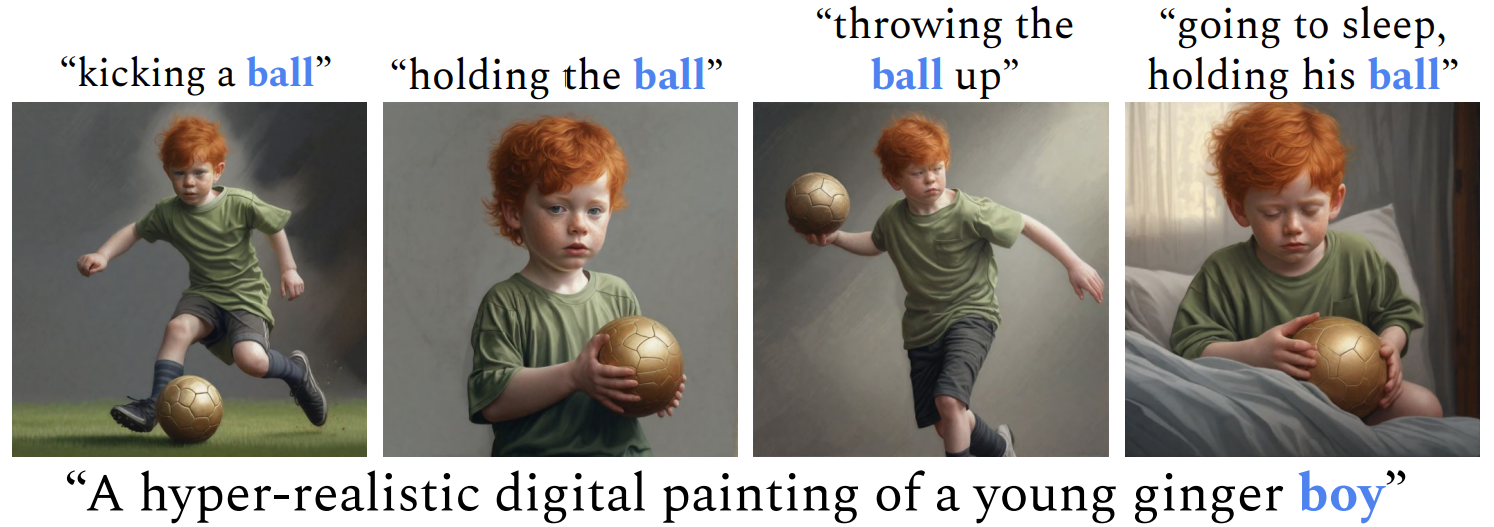 “kicking a ball”
“holding the ball”
“throwing the
ball up”
“going to sleep,
holding his ball”
“A hyper-realistic digital painting of a young ginger boy”